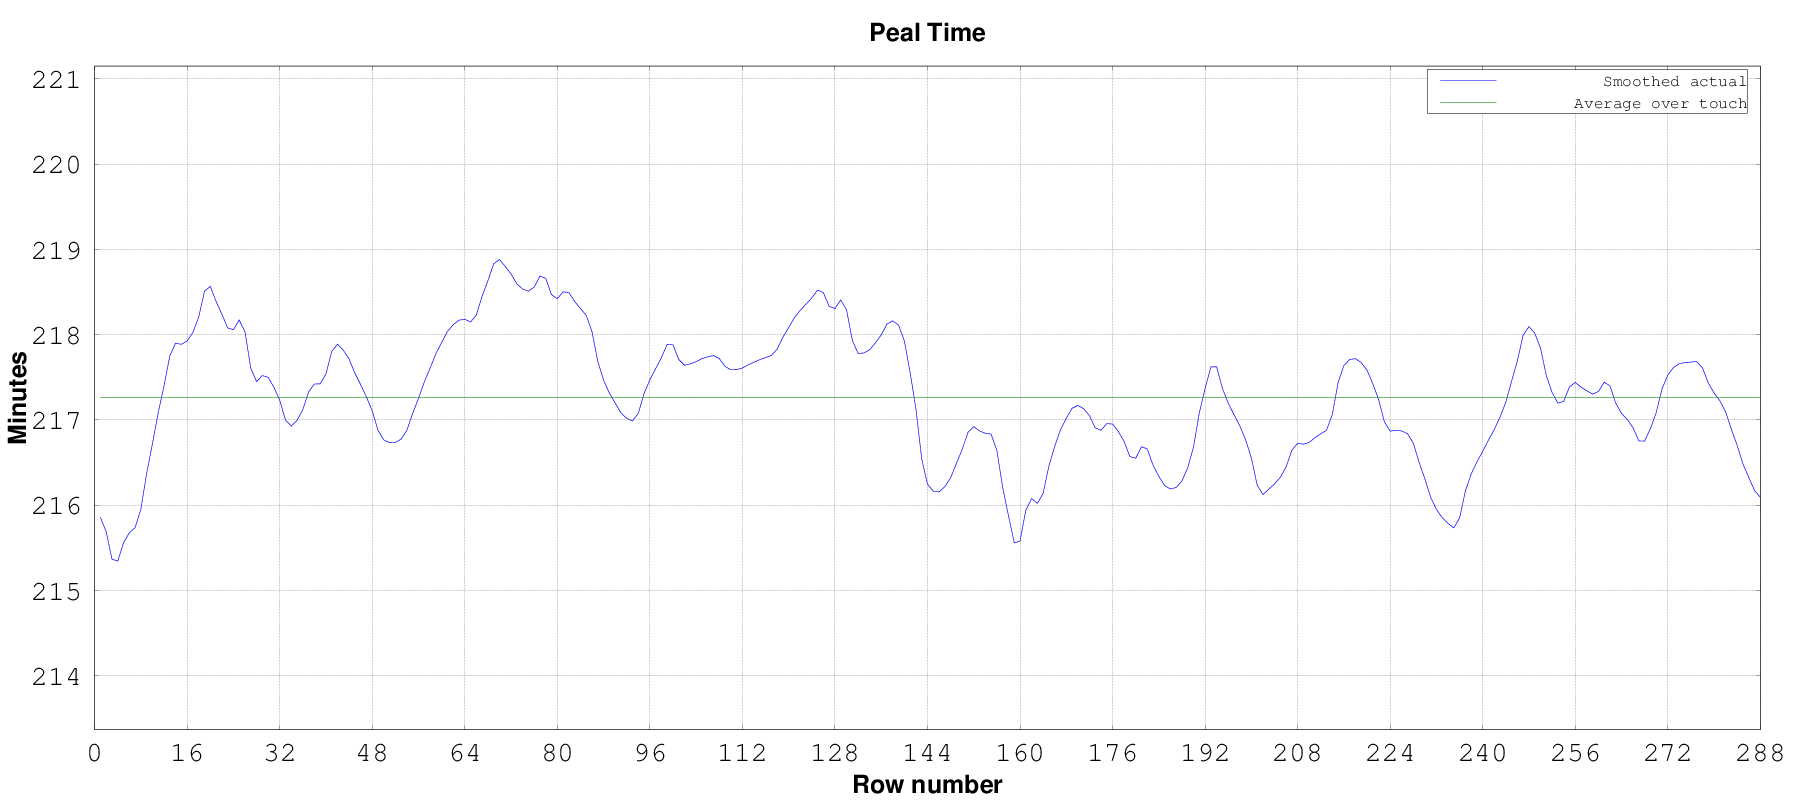 Peal Time
Smoothed actual
Average over touch
221
220
219
218
217
216
215
214
Minutes
0 16 32 48 64 80 96 112 128 144 160 176 192 208 224 240 256 272 288
Row number